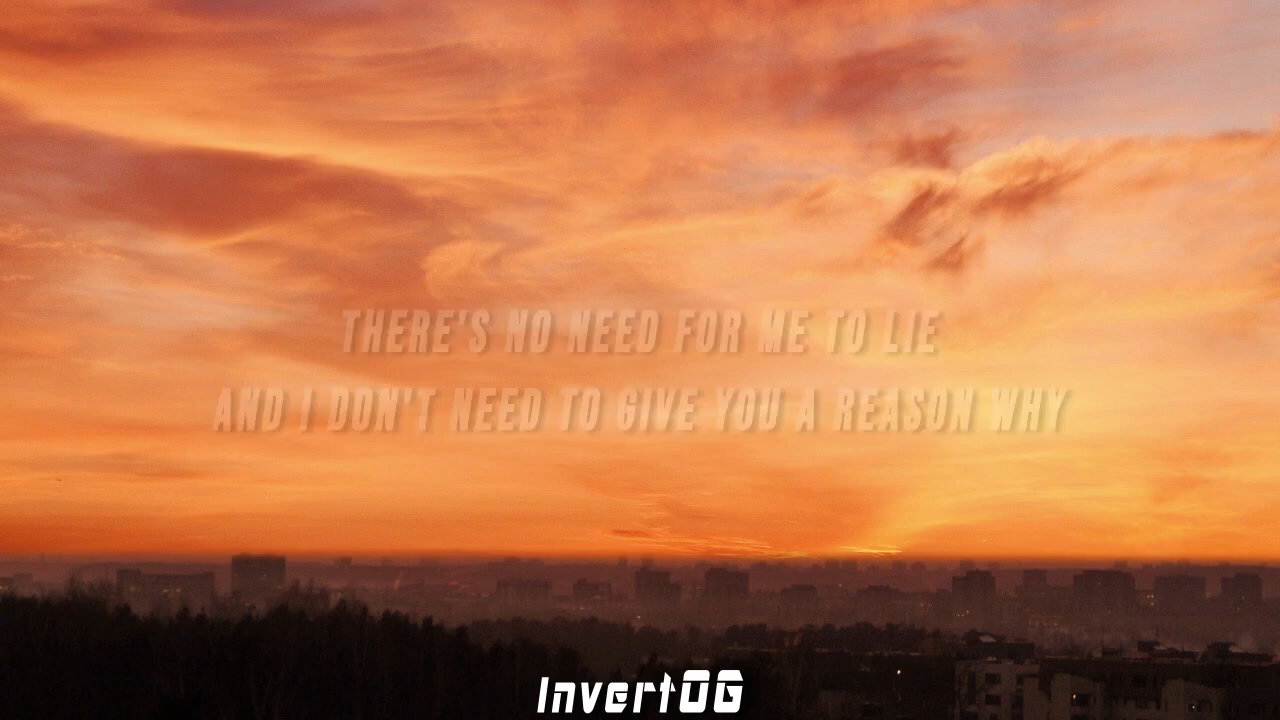 THERE'S NO NEED FOR ME TO LIE
AND I DON'T NEED TO GIVE YOU A REASON WHY
InvertOG